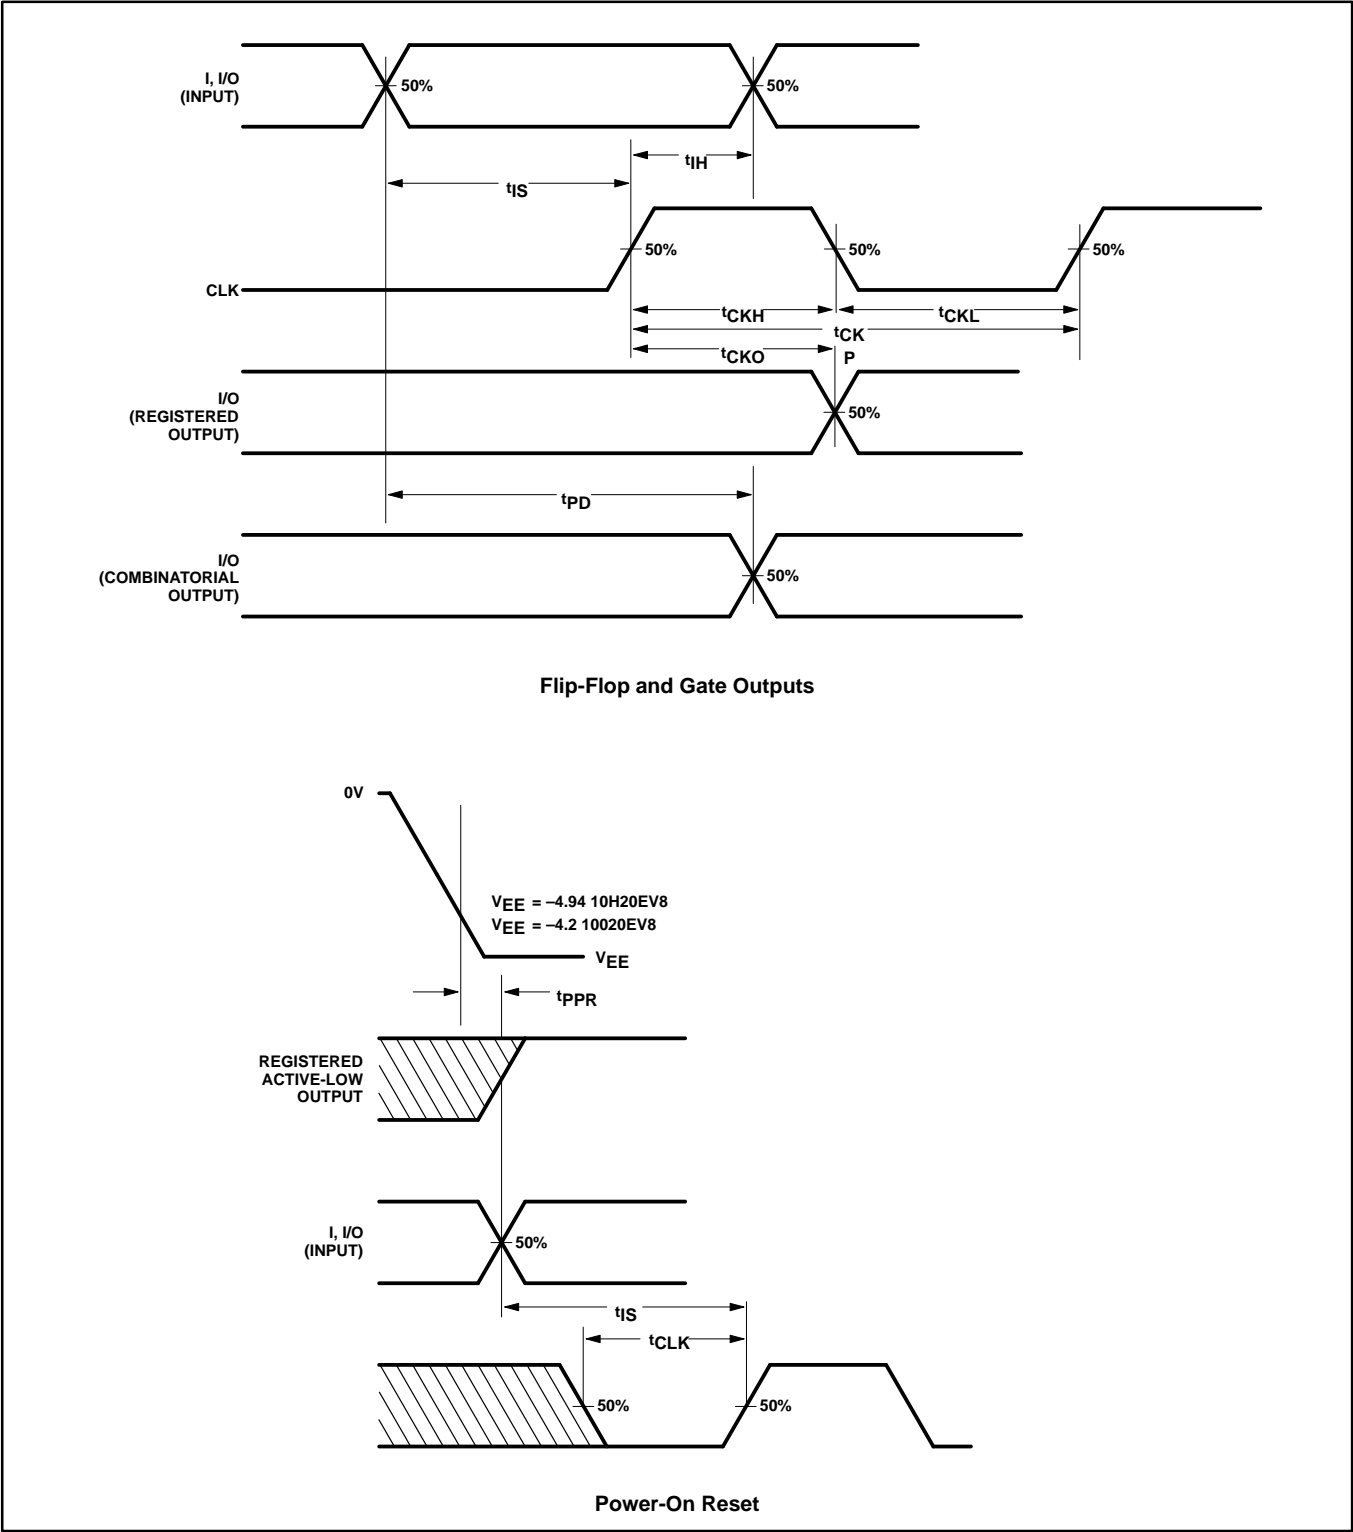 I, I/O
(INPUT)
50%
50%
tIH
tIS
50%
50%
50%
CLK
tCKH
tCKL
tCK
tCKO
P
I/O
(REGISTERED
OUTPUT)
50%
tPD
I/O
(COMBINATORIAL
OUTPUT)
50%
Flip-Flop and Gate Outputs
0V
VEE = –4.94 10H20EV8
VEE = –4.2 10020EV8
VEE
tPPR
REGISTERED
ACTIVE-LOW
OUTPUT
I, I/O
(INPUT)
50%
tIS
tCLK
50%
50%
Power-On Reset